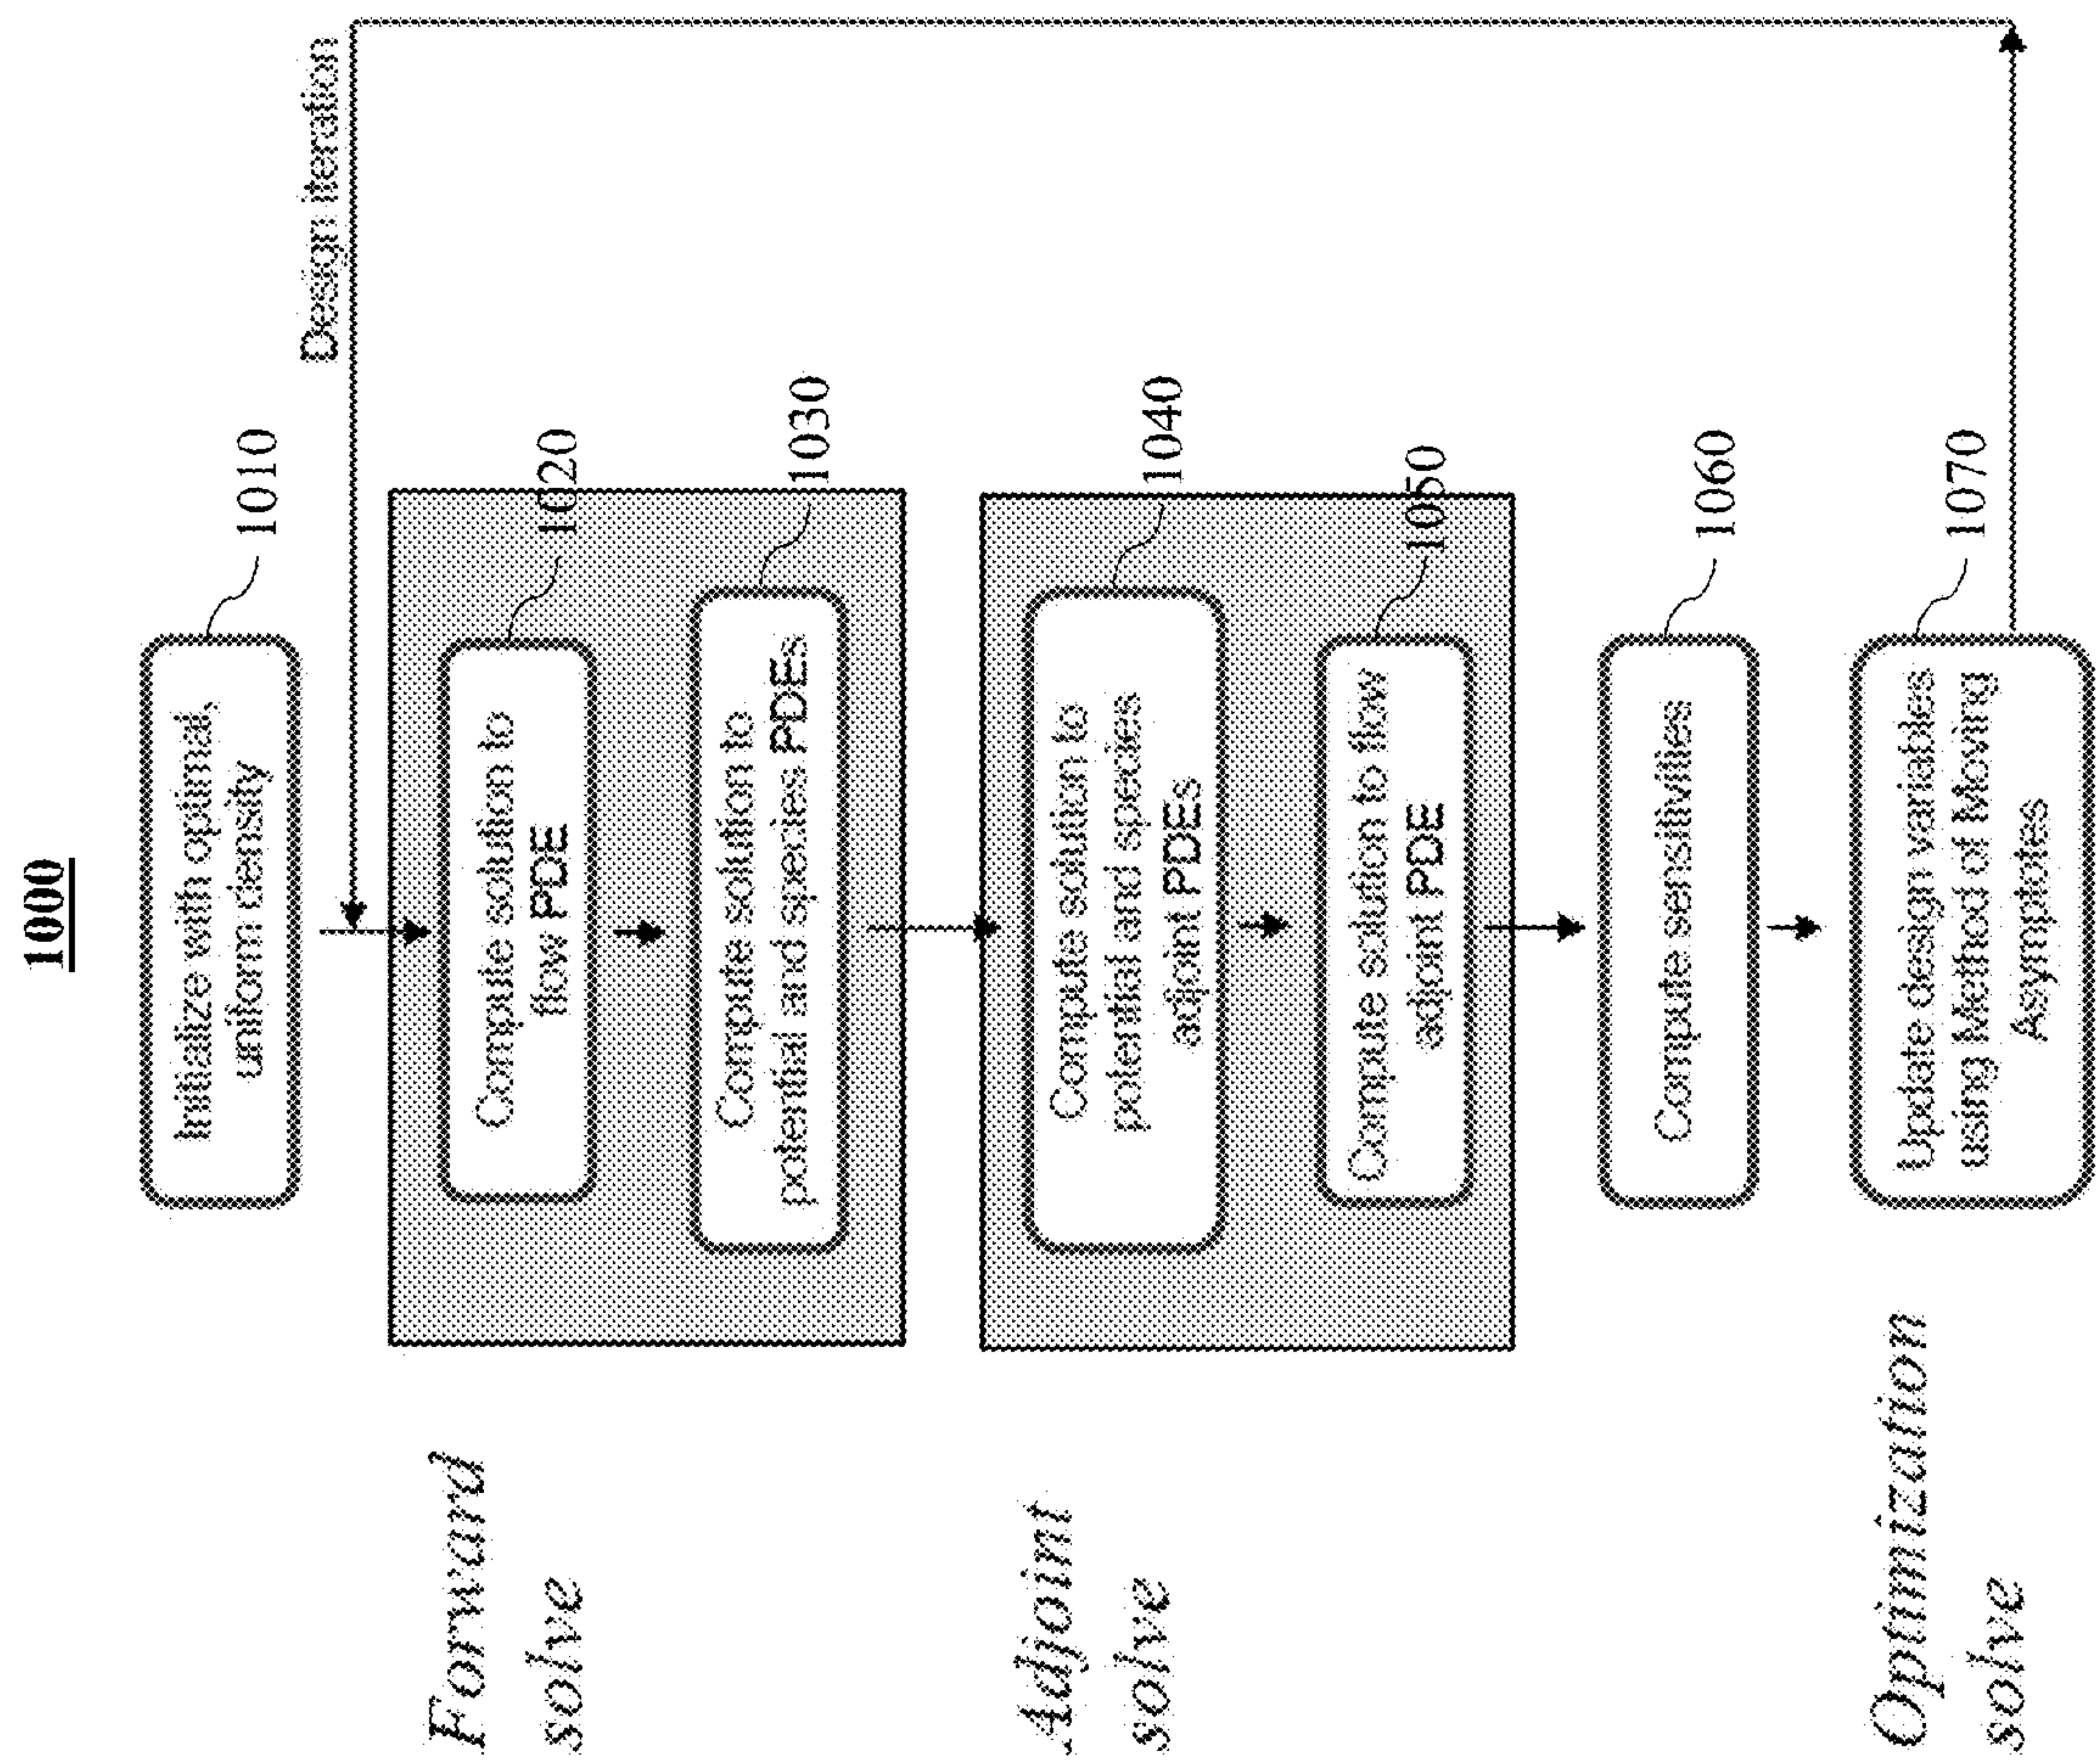 1000
Initialize with optimal,
uniform density
1010
Design iteration
Forward
solve
Compute solution to
flow PDE
1020
Compute solution to
potential and species PDEs
1030
Adjoint
solve
Compute solution to
potential and species
adjoint PDEs
1040
Compute solution to flow
adjoint PDE
1050
Compute sensitivities
1060
Optimization
solve
Update design variables
using Method of Moving
Asymptotes
1070